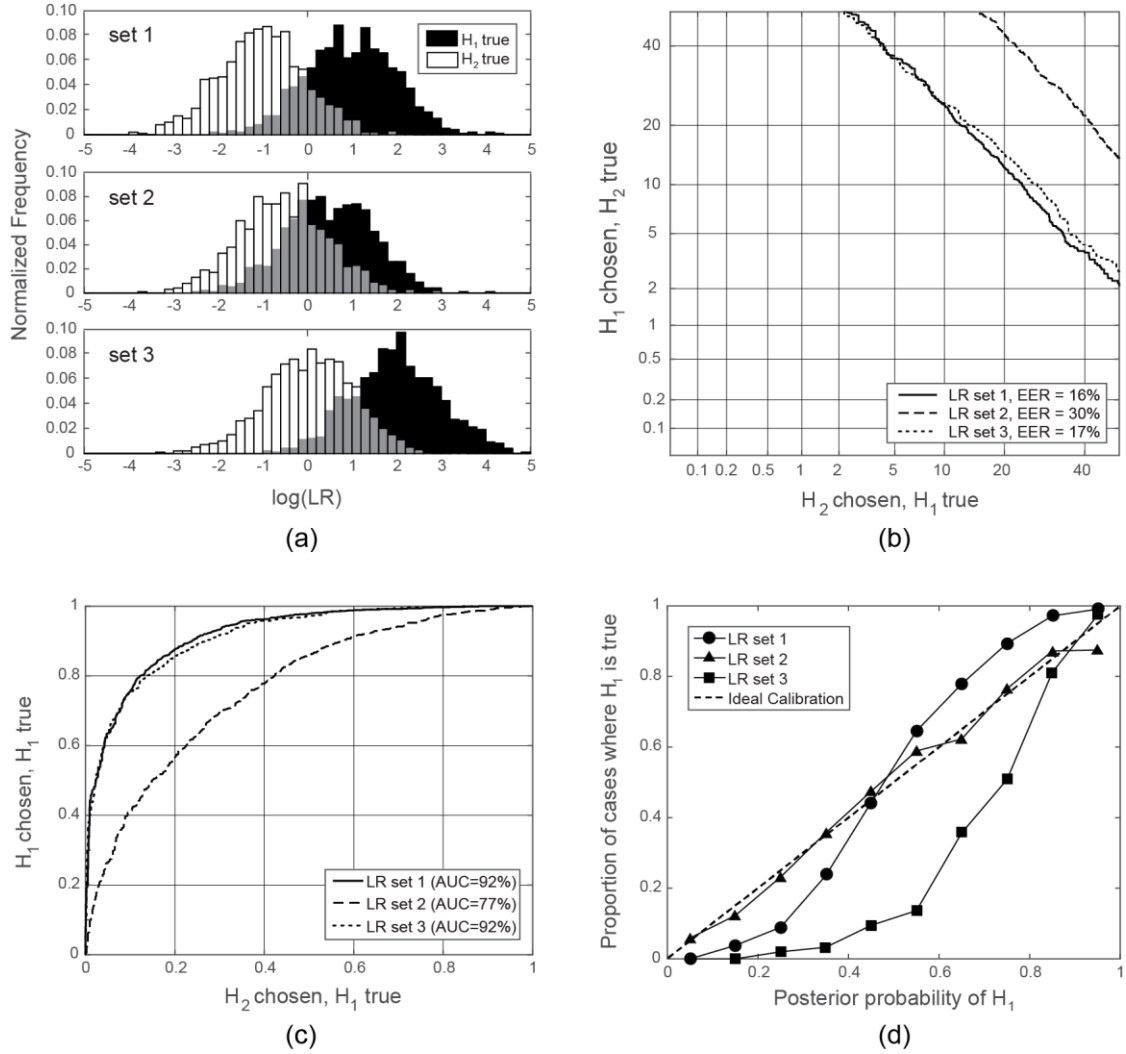 Normalized Frequency
set 1
0.10
0.08
0.06
0.04
0.02
0
H1 true
H2 true
-5 -4 -3 -2 -1 0 1 2 3 4 5
set 2
0.10
0.08
0.06
0.04
0.02
0
-5 -4 -3 -2 -1 0 1 2 3 4 5
set 3
0.10
0.08
0.06
0.04
0.02
0
-5 -4 -3 -2 -1 0 1 2 3 4 5
log(LR)
(a)
H1 chosen, H2 true
40
20
10
5
2
1
0.5
0.2
0.1
LR set 1, EER = 16%
LR set 2, EER = 30%
LR set 3, EER = 17%
0.1 0.2 0.5 1 2 5 10 20 40
H2 chosen, H1 true
(b)
H1 chosen, H1 true
1
0.8
0.6
0.4
0.2
0
LR set 1 (AUC=92%)
LR set 2 (AUC=77%)
LR set 3 (AUC=92%)
0 0.2 0.4 0.6 0.8 1
H2 chosen, H1 true
(c)
Proportion of cases where H1 is true
1
0.9
0.8
0.7
0.6
0.5
0.4
0.3
0.2
0.1
0
LR set 1
LR set 2
LR set 3
Ideal Calibration
0 0.2 0.4 0.6 0.8 1
Posterior probability of H1
(d)